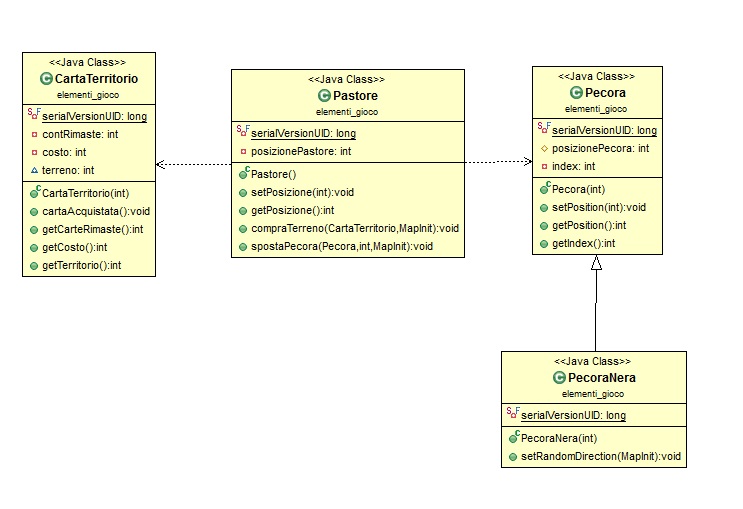 <<Java Class>>
CartaTerritorio
elementi_gioco
serialVersionUID: long
contRimaste: int
costo: int
terreno: int
CartaTerritorio(int)
cartaAcquistata():void
getCarteRimaste():int
getCosto():int
getTerritorio():int
<<Java Class>>
Pastore
elementi_gioco
serialVersionUID: long
posizionePastore: int
Pastore()
setPosizione(int):void
getPosizione():int
compraTerreno(CartaTerritorio,MapInit):void
spostaPecora(Pecora,int,MapInit):void
<<Java Class>>
Pecora
elementi_gioco
serialVersionUID: long
posizionePecora: int
index: int
Pecora(int)
setPosition(int):void
getPosition():int
getIndex():int
<<Java Class>>
PecoraNera
elementi_gioco
serialVersionUID: long
PecoraNera(int)
setRandomDirection(MapInit):void